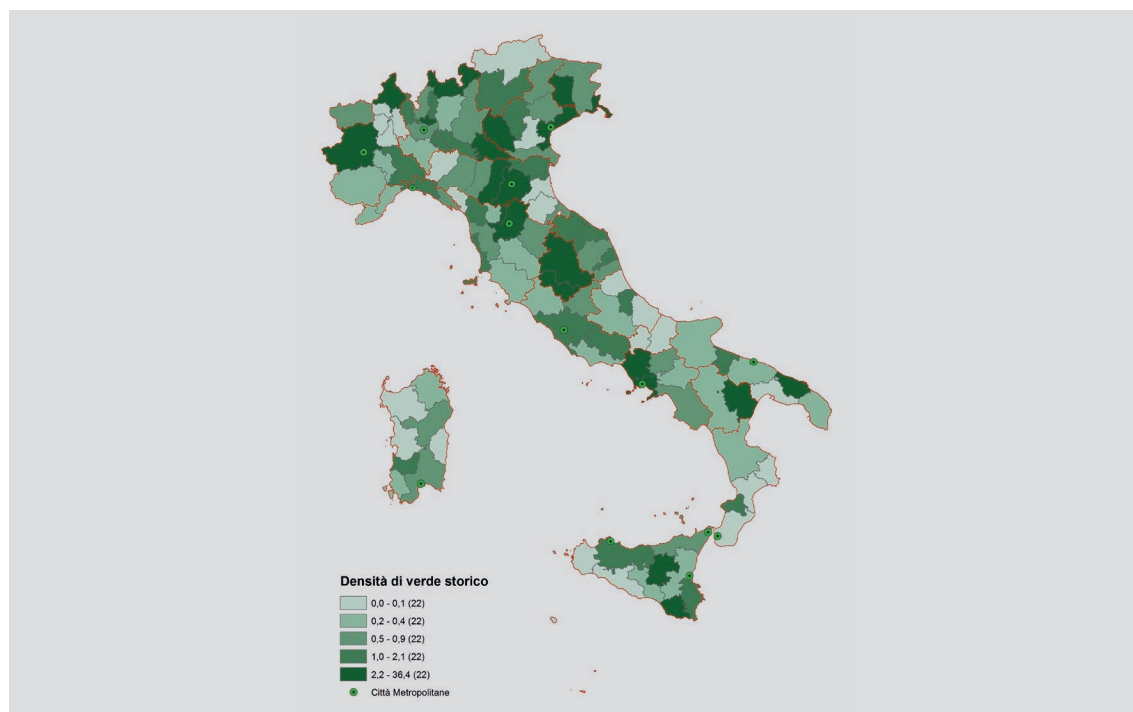 Densità di verde storico
0,0 - 0,1 (22)
0,2 - 0,4 (22)
0,5 - 0,9 (22)
1,0 - 2,1 (22)
2,2 - 36,4 (22)
Città Metropolitane